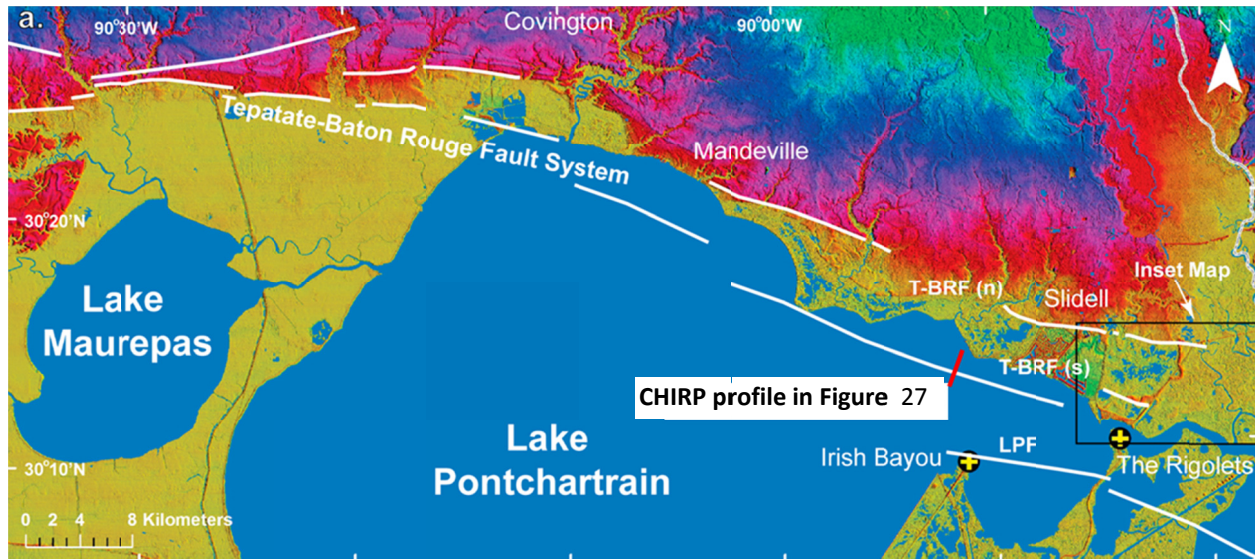 a.
90°30'W
Covington
90°00'W
N
Tepatate-Baton Rouge Fault System
Mandeville
30°20'N
Inset Map
Lake
Maurepas
T-BRF (n)
Slidell
T-BRF (s)
CHIRP profile in Figure 27
Lake
Pontchartrain
Irish Bayou
LPF
The Rigolets
30°10'N
0 2 4 8 Kilometers